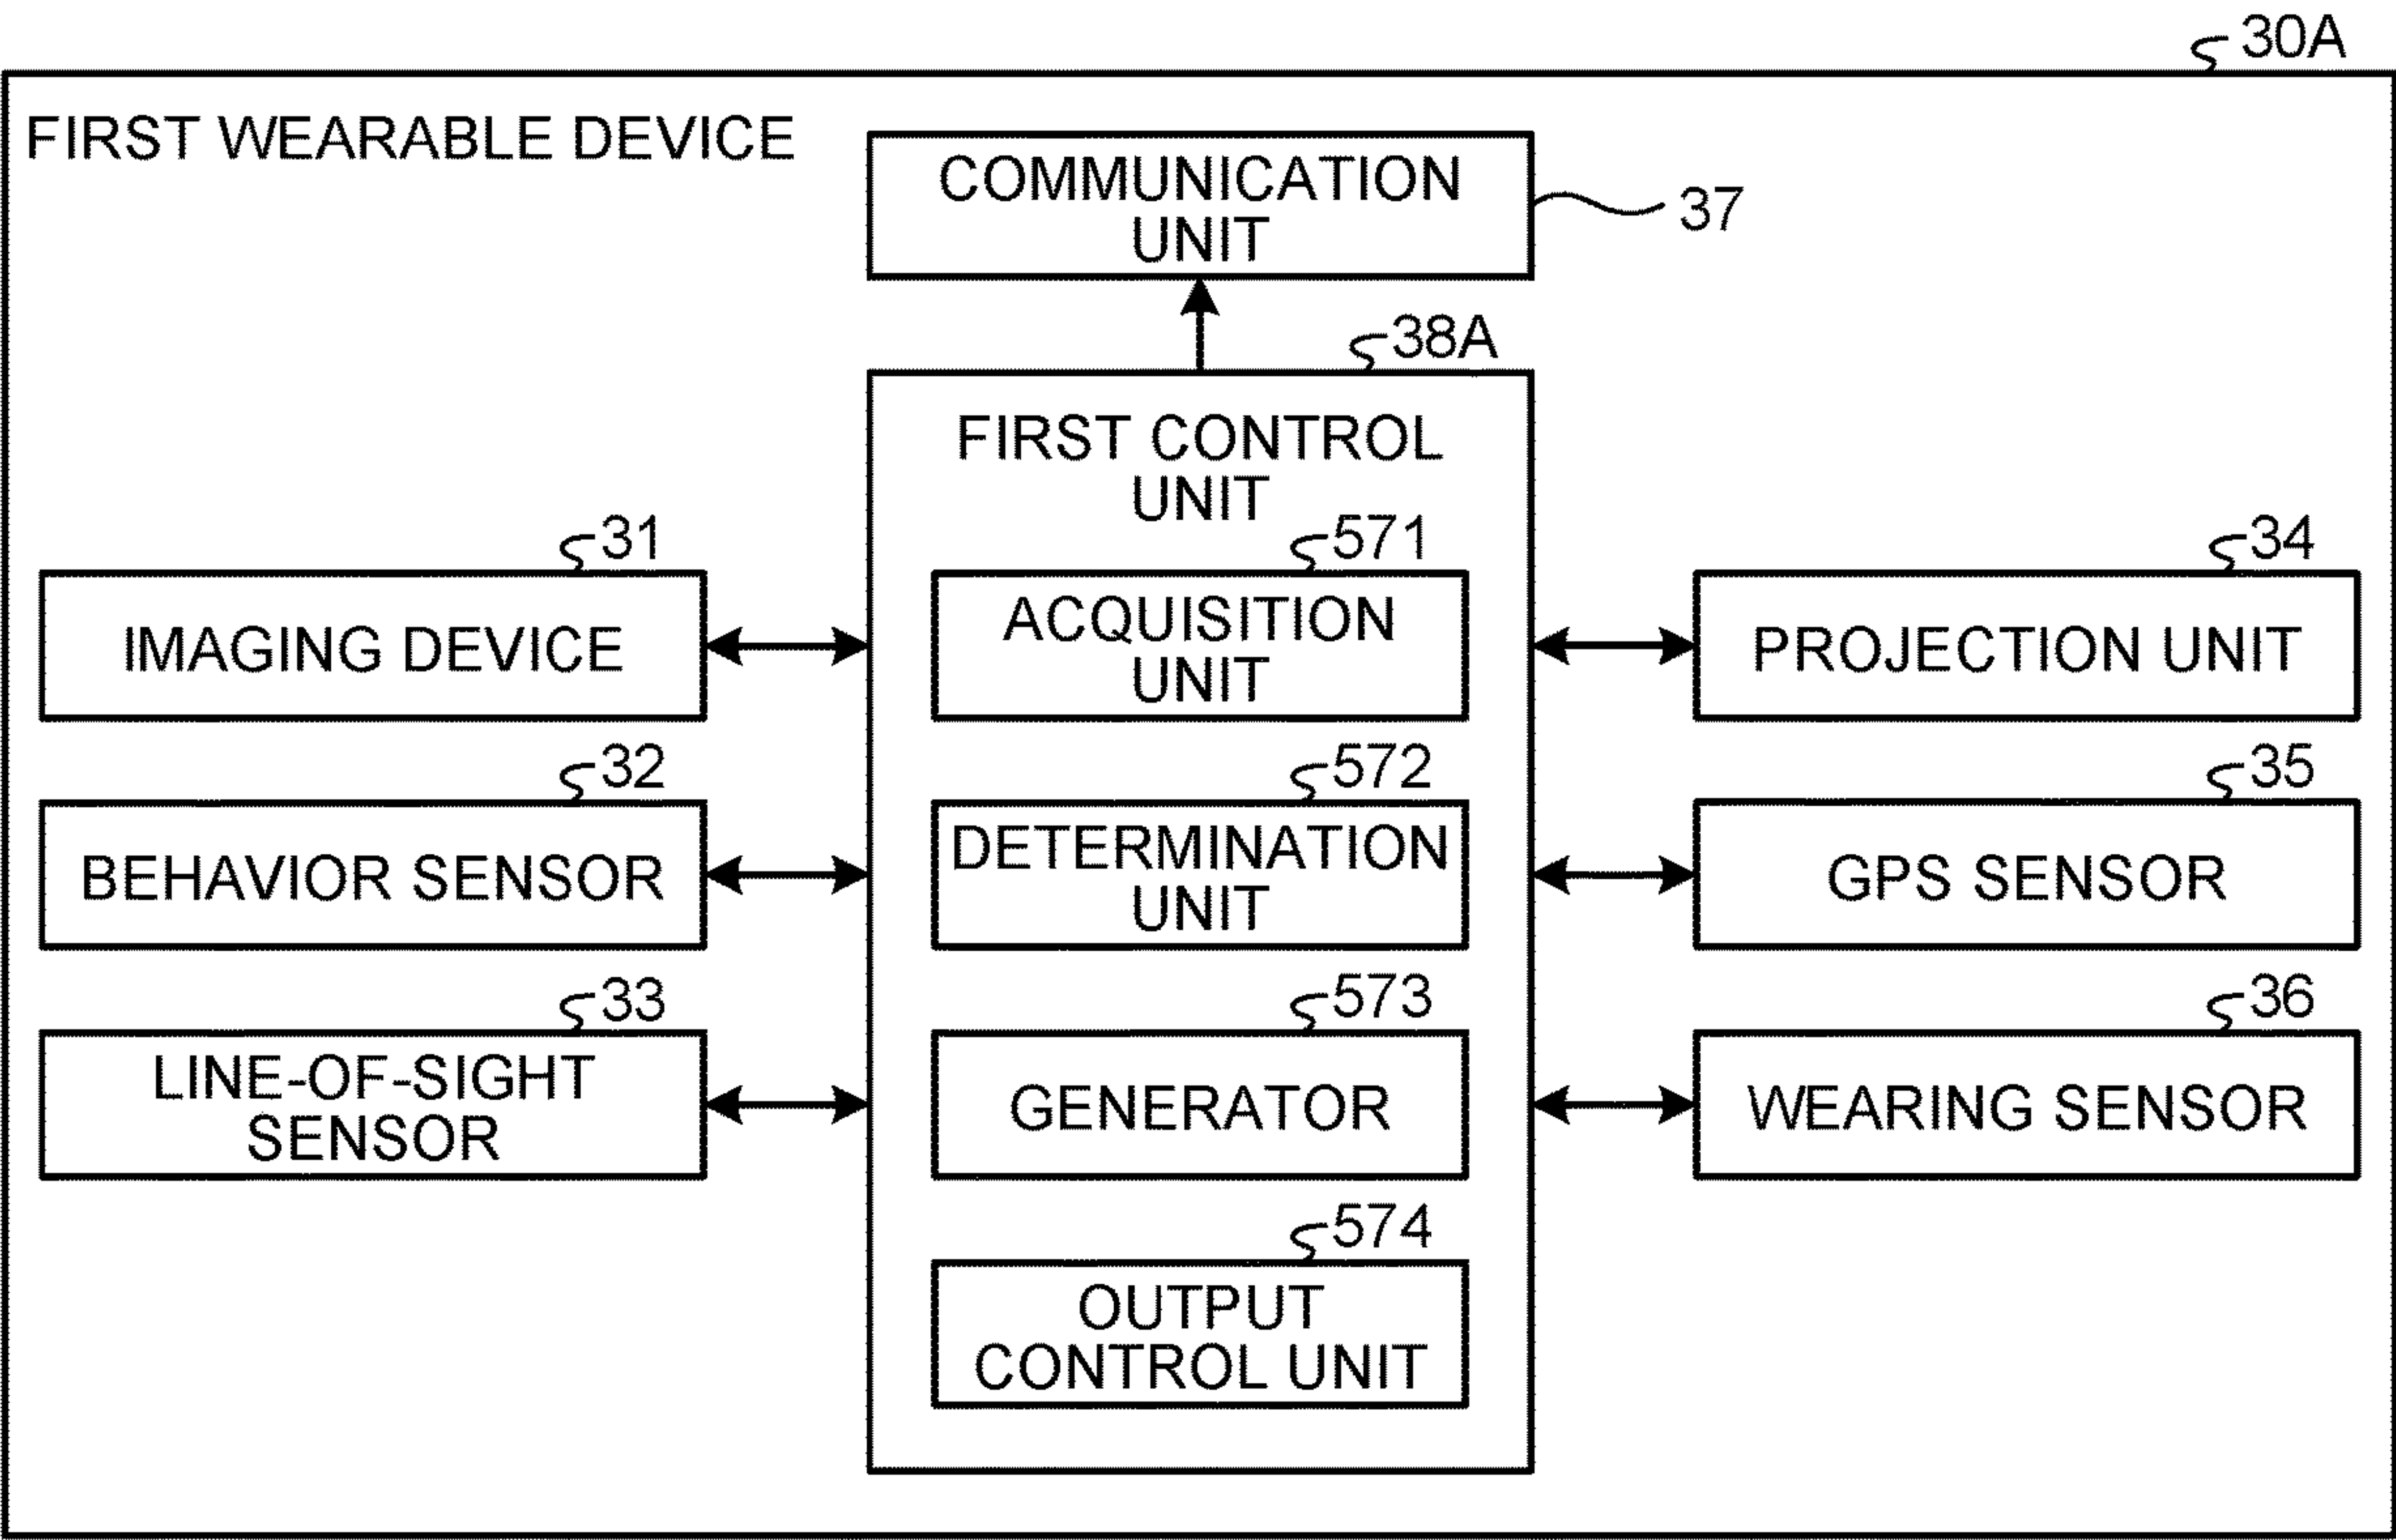 30A
FIRST WEARABLE DEVICE
COMMUNICATION
UNIT
37
38A
FIRST CONTROL
UNIT
31
IMAGING DEVICE
32
BEHAVIOR SENSOR
33
LINE-OF-SIGHT
SENSOR
571
ACQUISITION
UNIT
572
DETERMINATION
UNIT
573
GENERATOR
574
OUTPUT
CONTROL UNIT
34
PROJECTION UNIT
35
GPS SENSOR
36
WEARING SENSOR